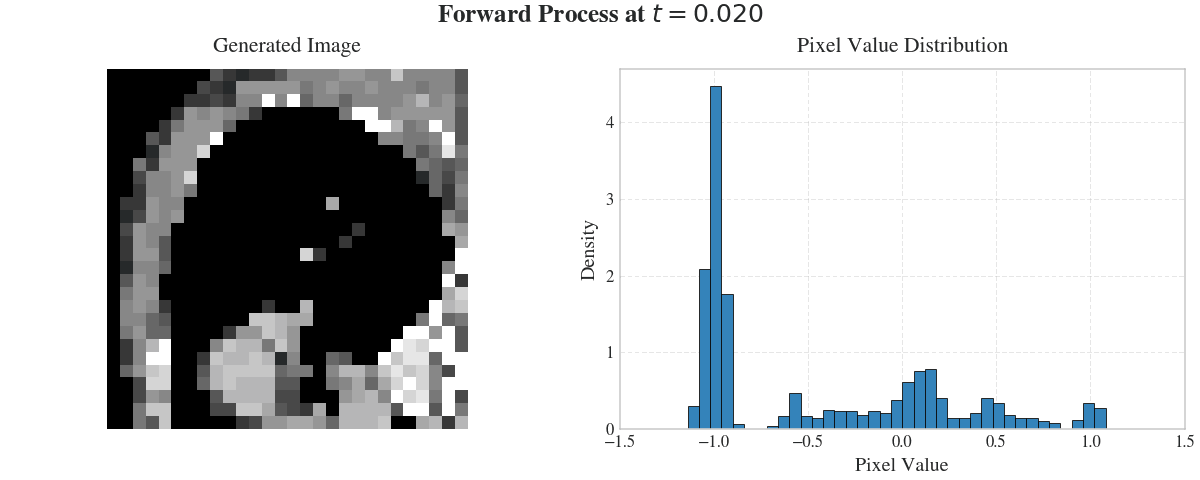 Forward Process at t = 0.020
Generated Image
Pixel Value Distribution
Density
4
3
2
1
0
−1.5 −1.0 −0.5 0.0 0.5 1.0 1.5
Pixel Value